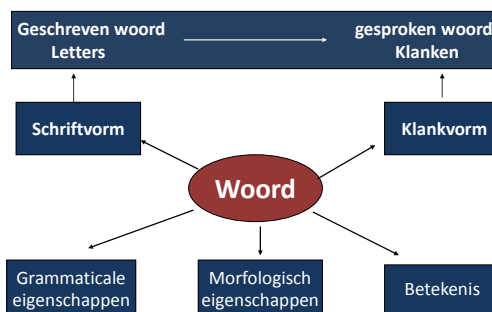 Geschreven woord
Letters
gesproken woord
Klanken
Schriftvorm
Klankvorm
Woord
Grammaticale
eigenschappen
Morfologisch
eigenschappen
Betekenis